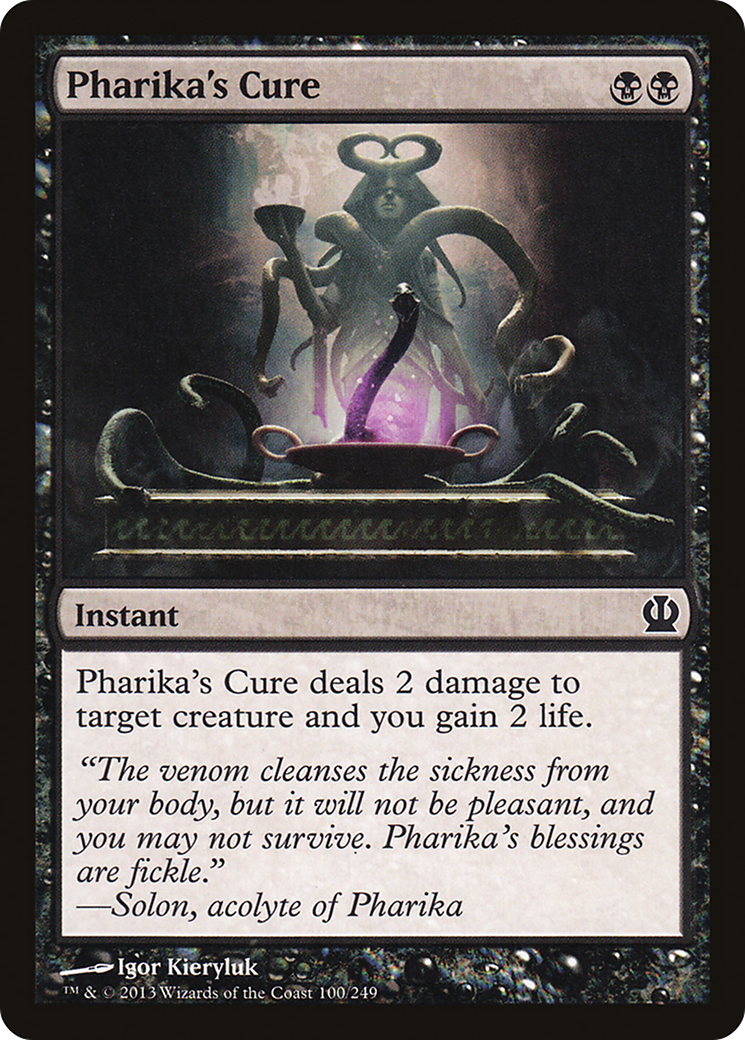 Pharika's Cure
Instant
Pharika's Cure deals 2 damage to
target creature and you gain 2 life.
“The venom cleanses the sickness from
your body, but it will not be pleasant, and
you may not survive. Pharika's blessings
are fickle.”
—Solon, acolyte of Pharika
Igor Kieryluk
™ & © 2013 Wizards of the Coast 100/249